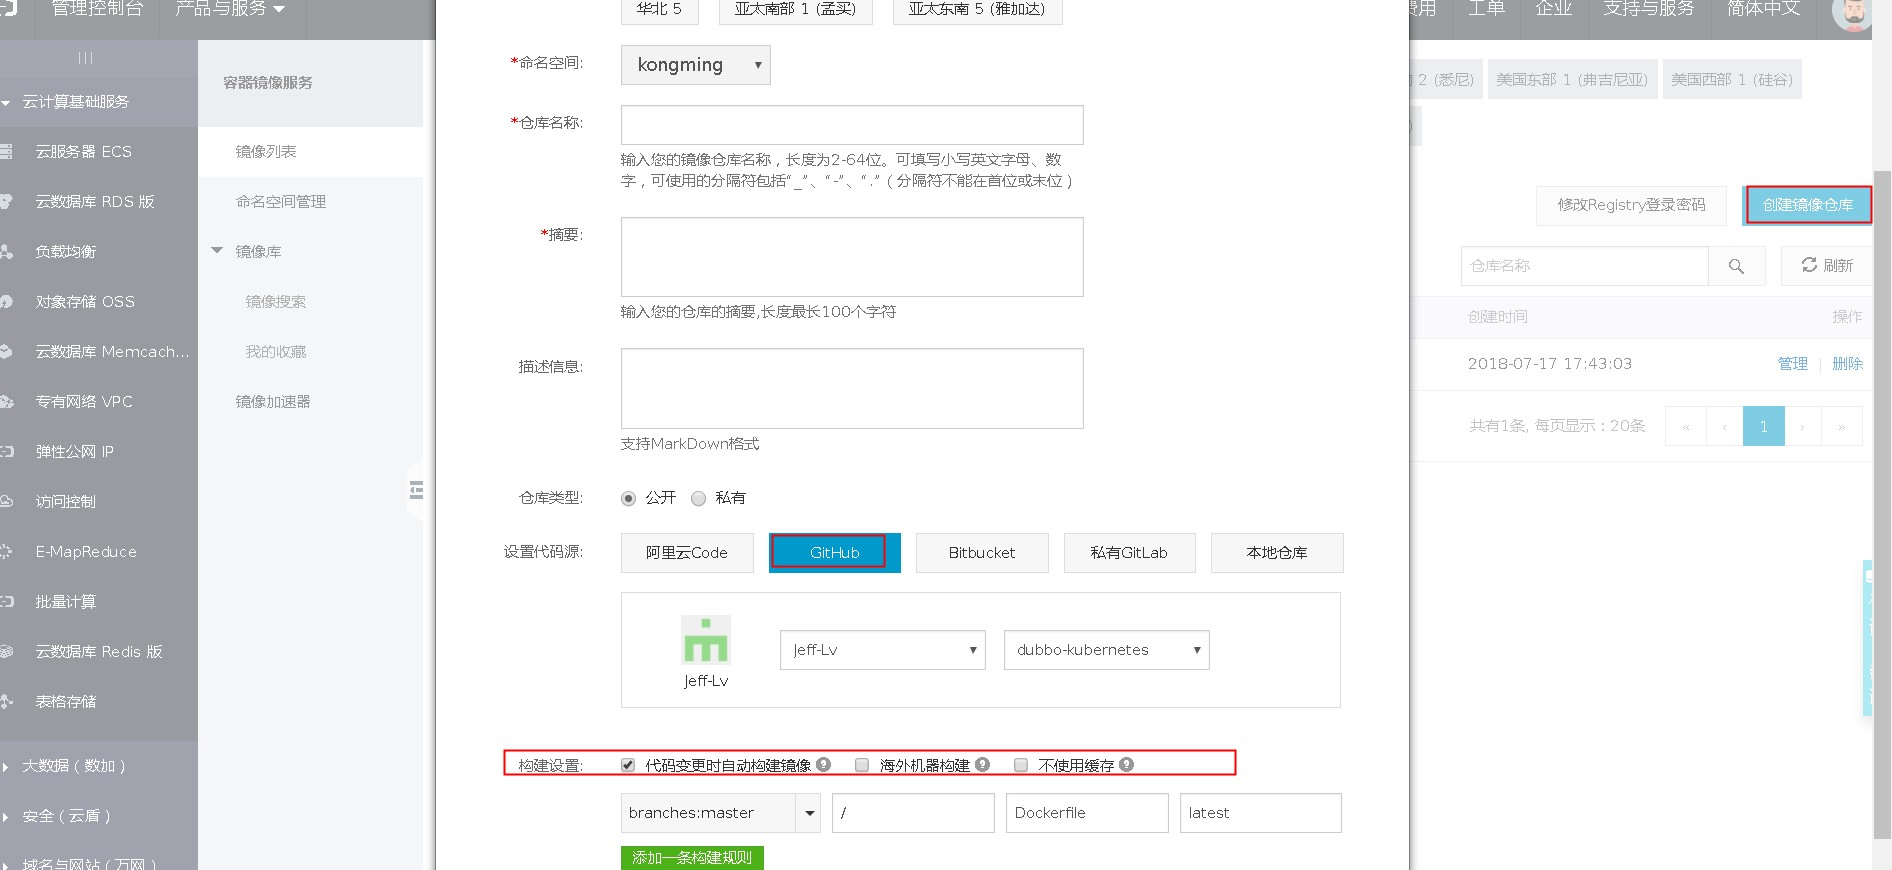 管理控制台
产品与服务
工单
企业
支持与服务
简体中文
云计算基础服务
云服务器 ECS
云数据库 RDS 版
负载均衡
对象存储 OSS
云数据库 Memcach...
专有网络 VPC
弹性公网 IP
访问控制
E-MapReduce
批量计算
云数据库 Redis 版
表格存储
大数据 ( 数加 )
安全 ( 云盾 )
域名与网站 ( 万网 )
容器镜像服务
镜像列表
命名空间管理
镜像库
镜像搜索
我的收藏
镜像加速器
华北 5
亚太南部 1 (孟买)
亚太东南 5 (雅加达)
*命名空间:
kongming
*仓库名称:
输入您的镜像仓库名称，长度为2-64位。可填写小写英文字母、数
字，可使用的分隔符包括“_”、“-”、“.”（分隔符不能在首位或末位）
*摘要:
输入您的仓库的摘要,长度最长100个字符
描述信息:
支持MarkDown格式
仓库类型:
公开
私有
设置代码源:
阿里云Code
GitHub
Bitbucket
私有GitLab
本地仓库
Jeff-Lv
Jeff-Lv
dubbo-kubernetes
构建设置:
代码变更时自动构建镜像
海外机器构建
不使用缓存
branches:master
/
Dockerfile
latest
添加一条构建规则
2 (悉尼)
美国东部 1 (弗吉尼亚)
美国西部 1 (硅谷)
修改Registry登录密码
创建镜像仓库
仓库名称
刷新
创建时间
操作
2018-07-17 17:43:03
管理
删除
共有1条, 每页显示 : 20条
«
‹
1
›
»